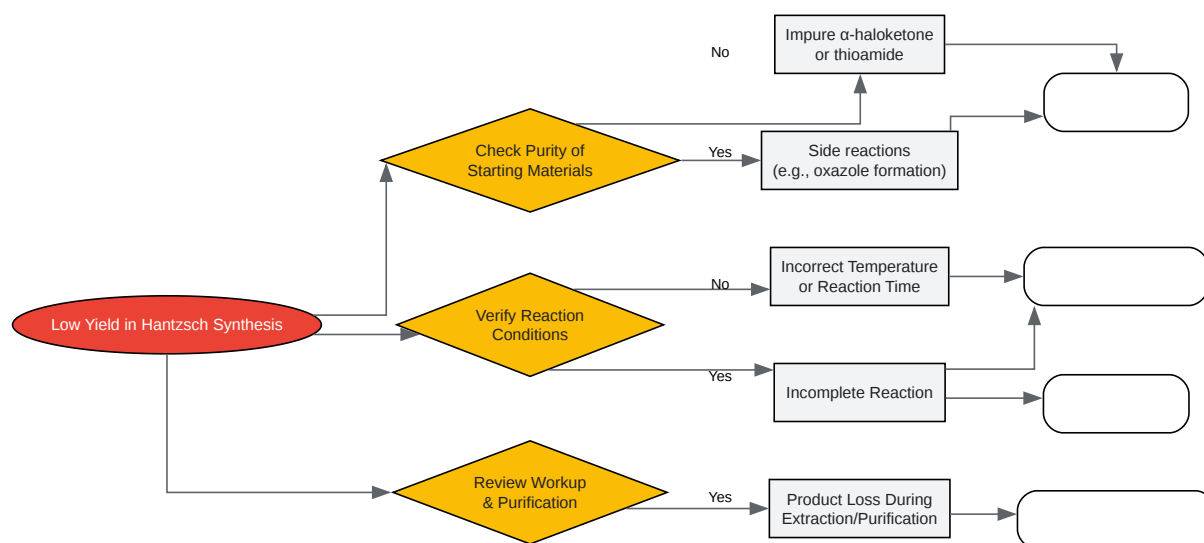 No
Impure α-haloketone
or thioamide
Check Purity of
Starting Materials
Yes
Side reactions
(e.g., oxazole formation)
Low Yield in Hantzsch Synthesis
Verify Reaction
Conditions
No
Incorrect Temperature
or Reaction Time
Yes
Incomplete Reaction
Review Workup
& Purification
Yes
Product Loss During
Extraction/Purification